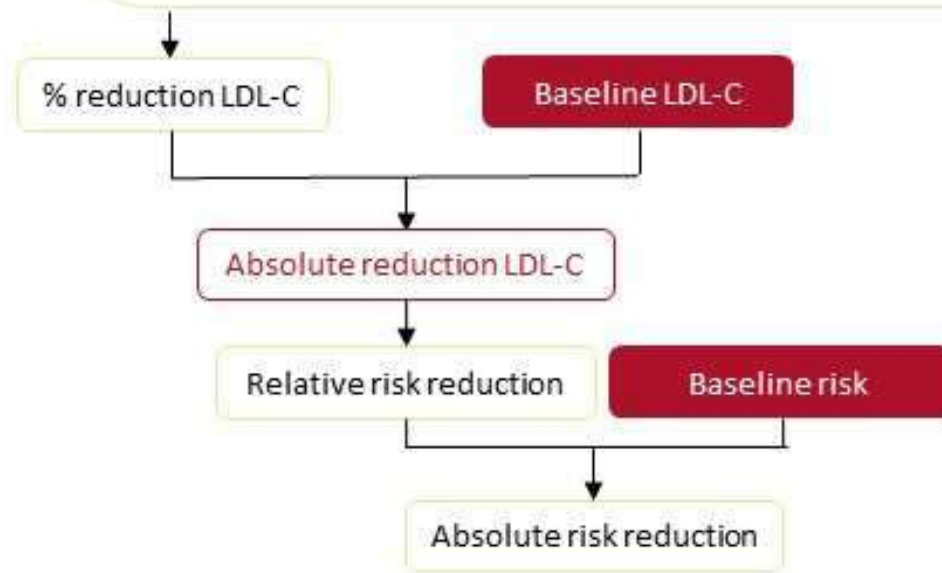 % reduction LDL-C
Baseline LDL-C
Absolute reduction LDL-C
Relative risk reduction
Baseline risk
Absolute risk reduction